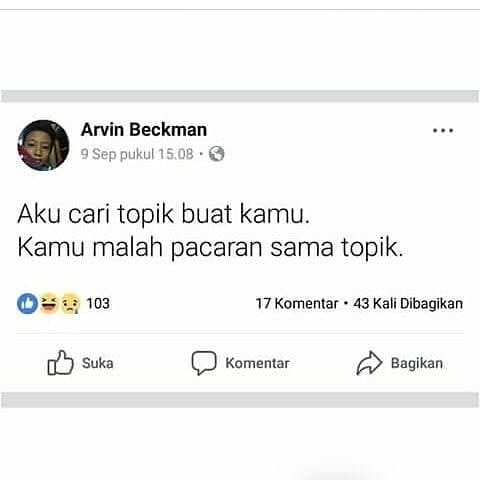 Arvin Beckman
9 Sep pukul 15.08 •
Aku cari topik buat kamu.
Kamu malah pacaran sama topik.
103
17 Komentar • 43 Kali Dibagikan
Suka
Komentar
Bagikan